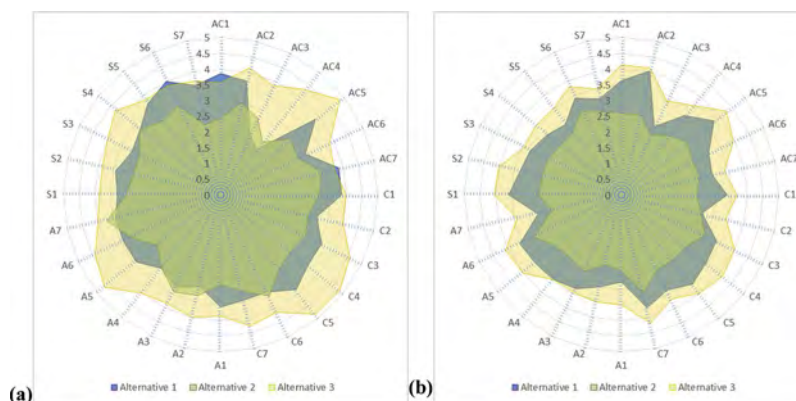 AC1
AC2
AC3
AC4
AC5
AC6
AC7
C1
C2
C3
C4
C5
C6
C7
A1
A2
A3
A4
A5
A6
A7
S1
S2
S3
S4
S5
S6
S7
5
4.5
4
3.5
3
2.5
2
1.5
1
0.5
0
Alternative 1 Alternative 2 Alternative 3
(a)
AC1
AC2
AC3
AC4
AC5
AC6
AC7
C1
C2
C3
C4
C5
C6
C7
A1
A2
A3
A4
A5
A6
A7
S1
S2
S3
S4
S5
S6
S7
5
4.5
4
3.5
3
2.5
2
1.5
1
0.5
0
Alternative 1 Alternative 2 Alternative 3
(b)